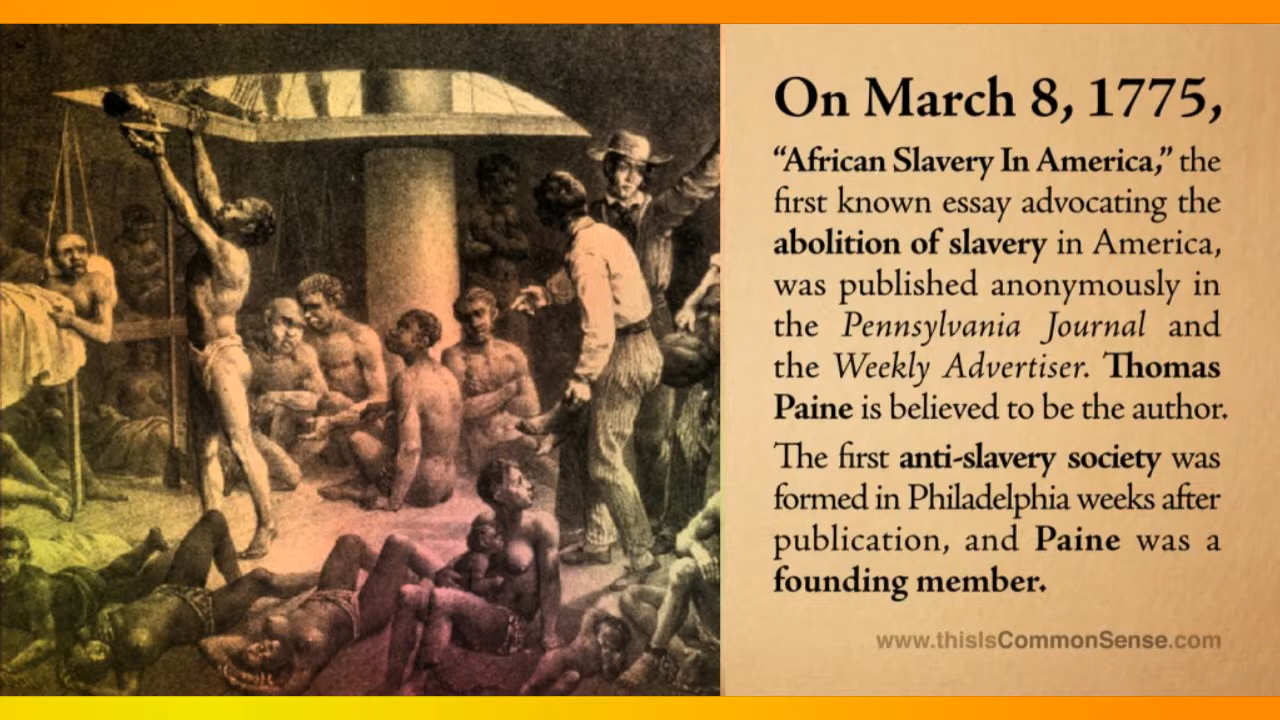 On March 8, 1775,
“African Slavery In America,” the
first known essay advocating the
abolition of slavery in America,
was published anonymously in
the Pennsylvania Journal and
the Weekly Advertiser. Thomas
Paine is believed to be the author.
The first anti-slavery society was
formed in Philadelphia weeks after
publication, and Paine was a
founding member.
www.thisIsCommonSense.com